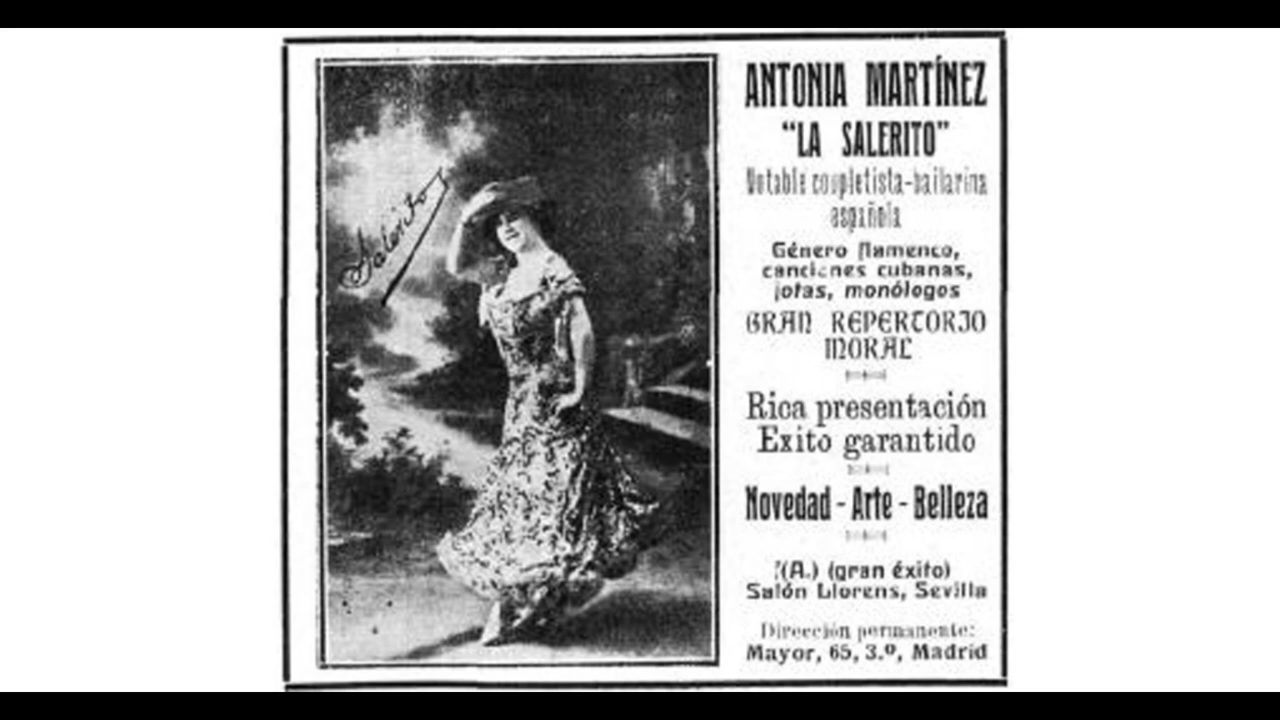 Salerito
ANTONIA MARTÍNEZ
“LA SALERITO”
Notable coupletista-bailarina
española
Género flamenco,
canciones cubanas,
jotas, monólogos
GRAN REPERTORIO
MORAL
Rica presentación
Exito garantido
Novedad - Arte - Belleza
(A.) (gran éxito)
Salón Llorens, Sevilla
Dirección permanente:
Mayor, 65, 3.º, Madrid